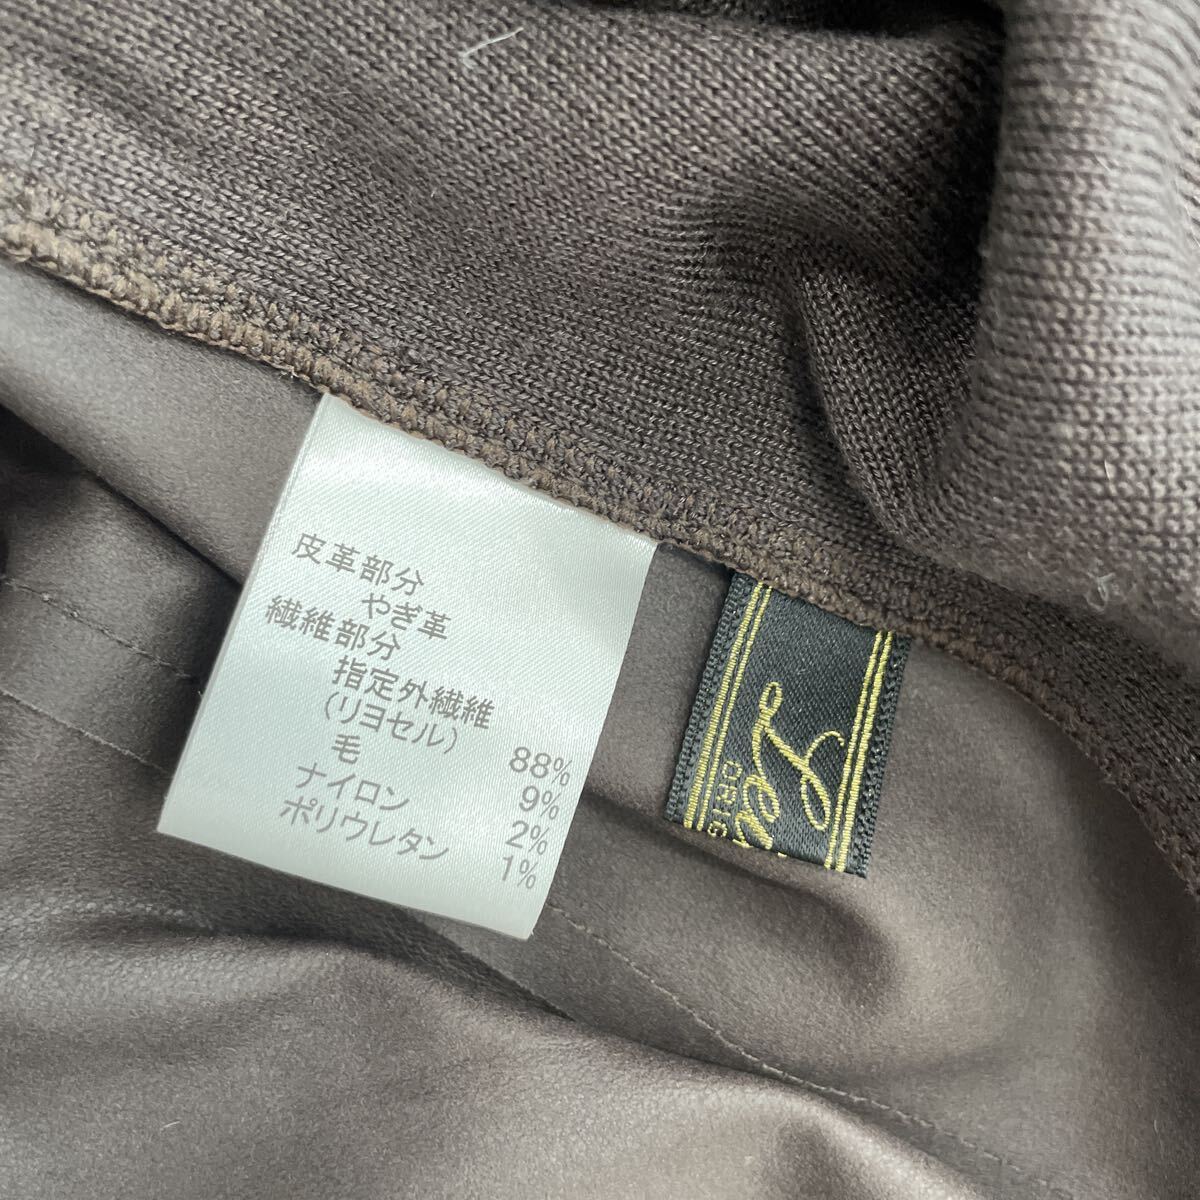 皮革部分
やぎ革
繊維部分
指定外繊維
(リヨセル) 88%
毛 9%
ナイロン 2%
ポリウレタン 1%